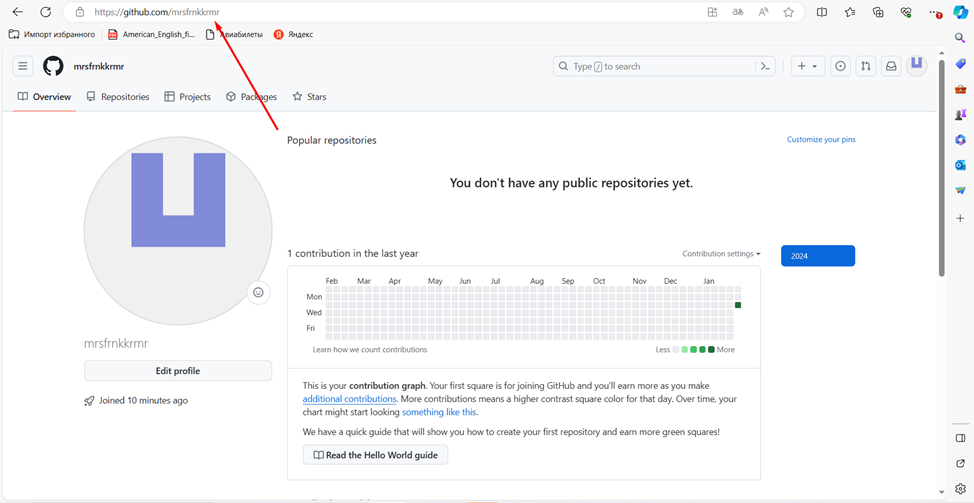 https://github.com/mrsfrnkkrmr
Импорт избранного
American_English_fi...
Авиабилеты
Яндекс
mrsfrnkkrmr
Type / to search
Overview
Repositories
Projects
Packages
Stars
Popular repositories
Customize your pins
You don't have any public repositories yet.
1 contribution in the last year
Contribution settings
2024
Feb Mar Apr May Jun Jul Aug Sep Oct Nov Dec Jan
Mon
Wed
Fri
Learn how we count contributions
Less More
mrsfrnkkrmr
Edit profile
Joined 10 minutes ago
This is your contribution graph. Your first square is for joining GitHub and you'll earn more as you make
additional contributions. More contributions means a higher contrast square color for that day. Over time, your
chart might start looking something like this.
We have a quick guide that will show you how to create your first repository and earn more green squares!
Read the Hello World guide